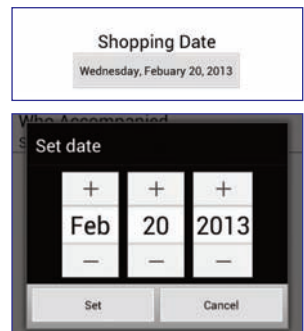 Shopping Date
Wednesday, Febuary 20, 2013
Who Accompanied
Set date
+ + +
Feb 20 2013
— — —
Set Cancel